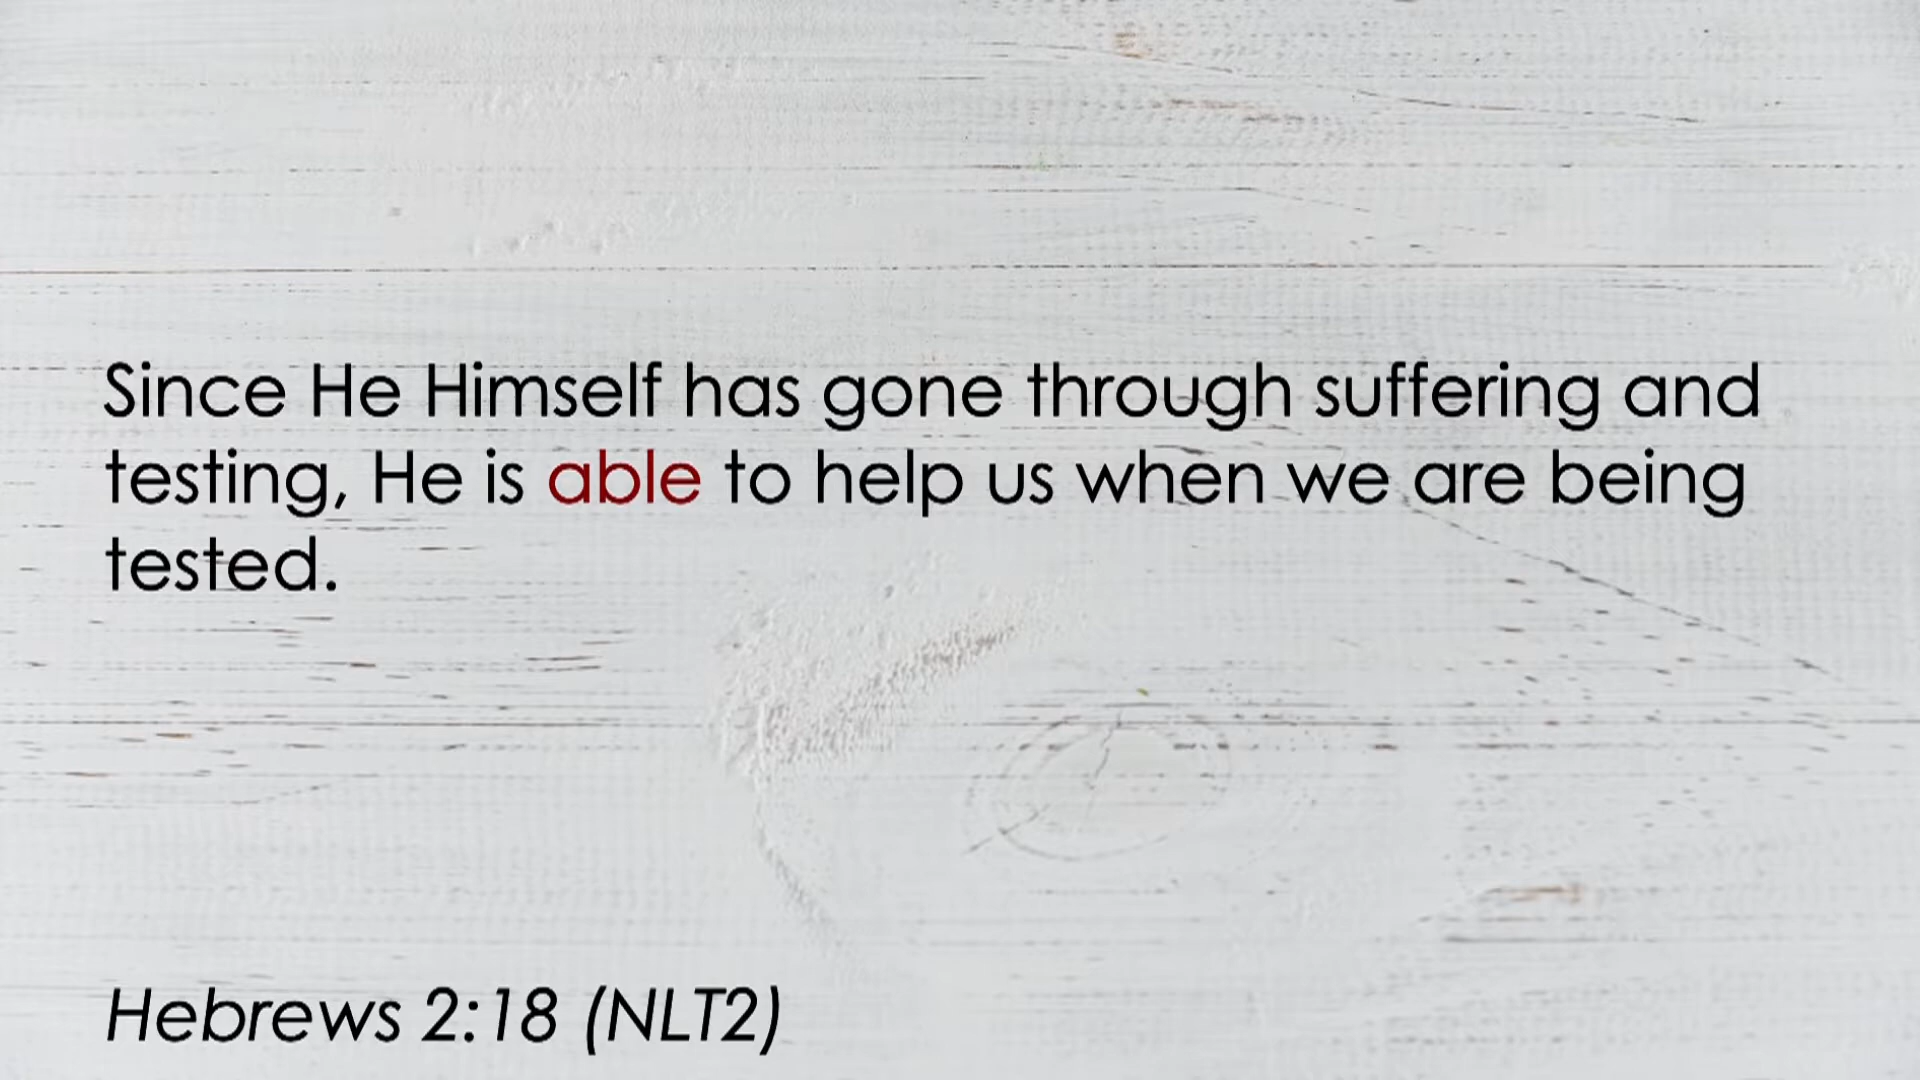 Since He Himself has gone through suffering and
testing, He is able to help us when we are being
tested.
Hebrews 2:18 (NLT2)